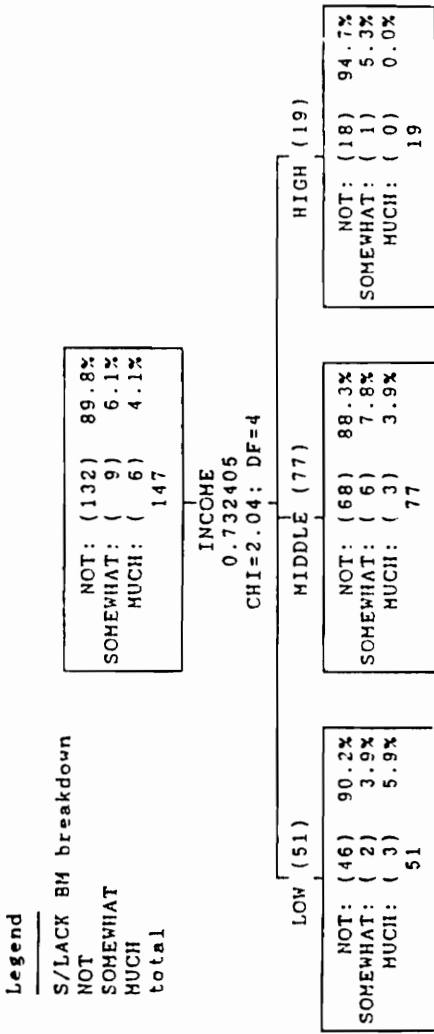 Legend
S/LACK BM breakdown
NOT
SOMEWHAT
MUCH
total
NOT: (132) 89.8%
SOMEWHAT: ( 9) 6.1%
MUCH: ( 6) 4.1%
147
INCOME
0.732405
CHI=2.04: DF=4
LOW (51)
MIDDLE (77)
HIGH (19)
NOT: (46) 90.2%
SOMEWHAT: ( 2) 3.9%
MUCH: ( 3) 5.9%
51
NOT: (68) 88.3%
SOMEWHAT: ( 6) 7.8%
MUCH: ( 3) 3.9%
77
NOT: (18) 94.7%
SOMEWHAT: ( 1) 5.3%
MUCH: ( 0) 0.0%
19